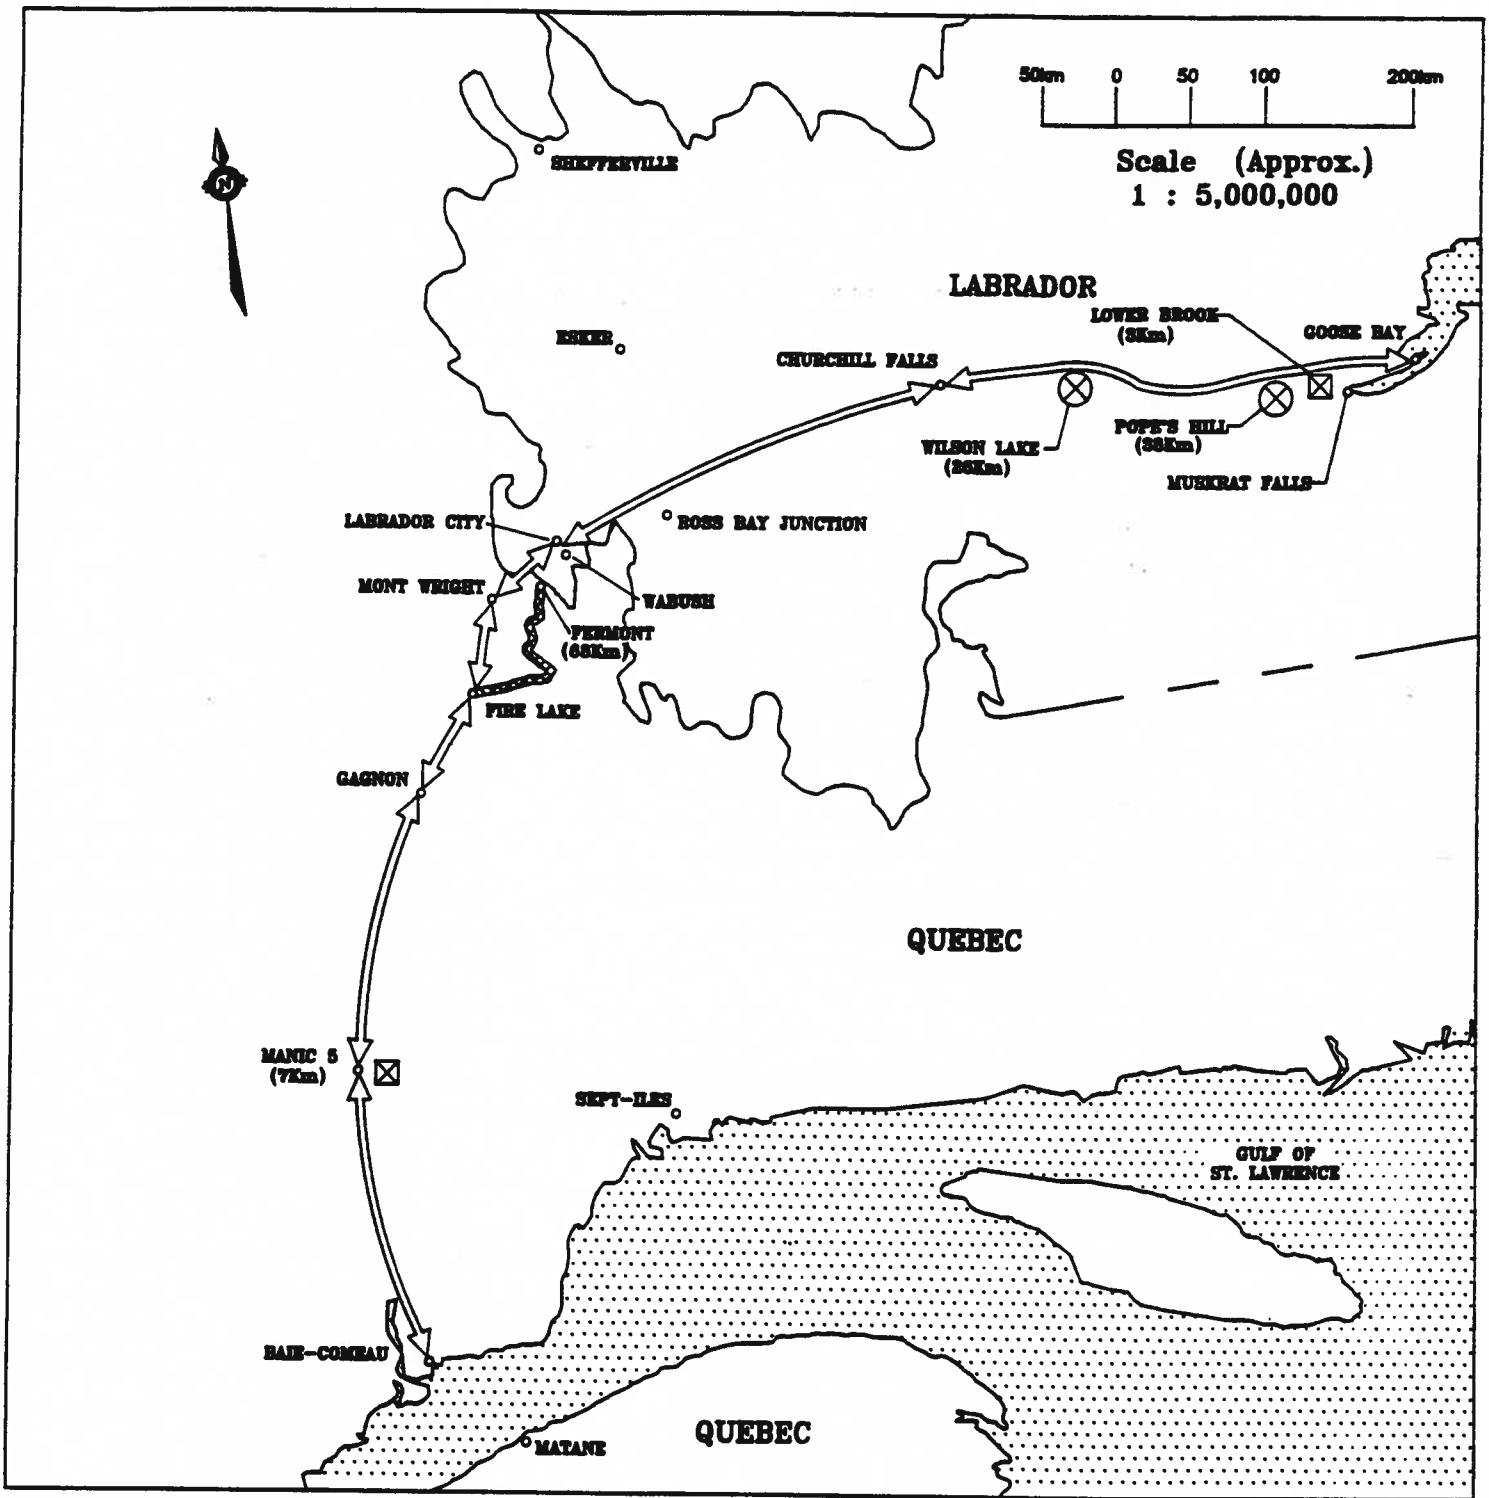 50km 0 50 100 200km
Scale (Approx.)
1 : 5,000,000
N
SHEFFERVILLE
LABRADOR
LOWER BROOK
(3Km)
GOOSE BAY
ESKER
CHURCHILL FALLS
WILSON LAKE
(26Km)
POPE'S HILL
(38Km)
MUSKRAT FALLS
LABRADOR CITY
ROSS BAY JUNCTION
MONT WRIGHT
WABUSH
FERMONT
(68Km)
FIRE LAKE
GAGNON
QUEBEC
MANIC 5
(7Km)
SEPT-ILES
GULF OF
ST. LAWRENCE
BAIE-COMEAU
MATANE
QUEBEC